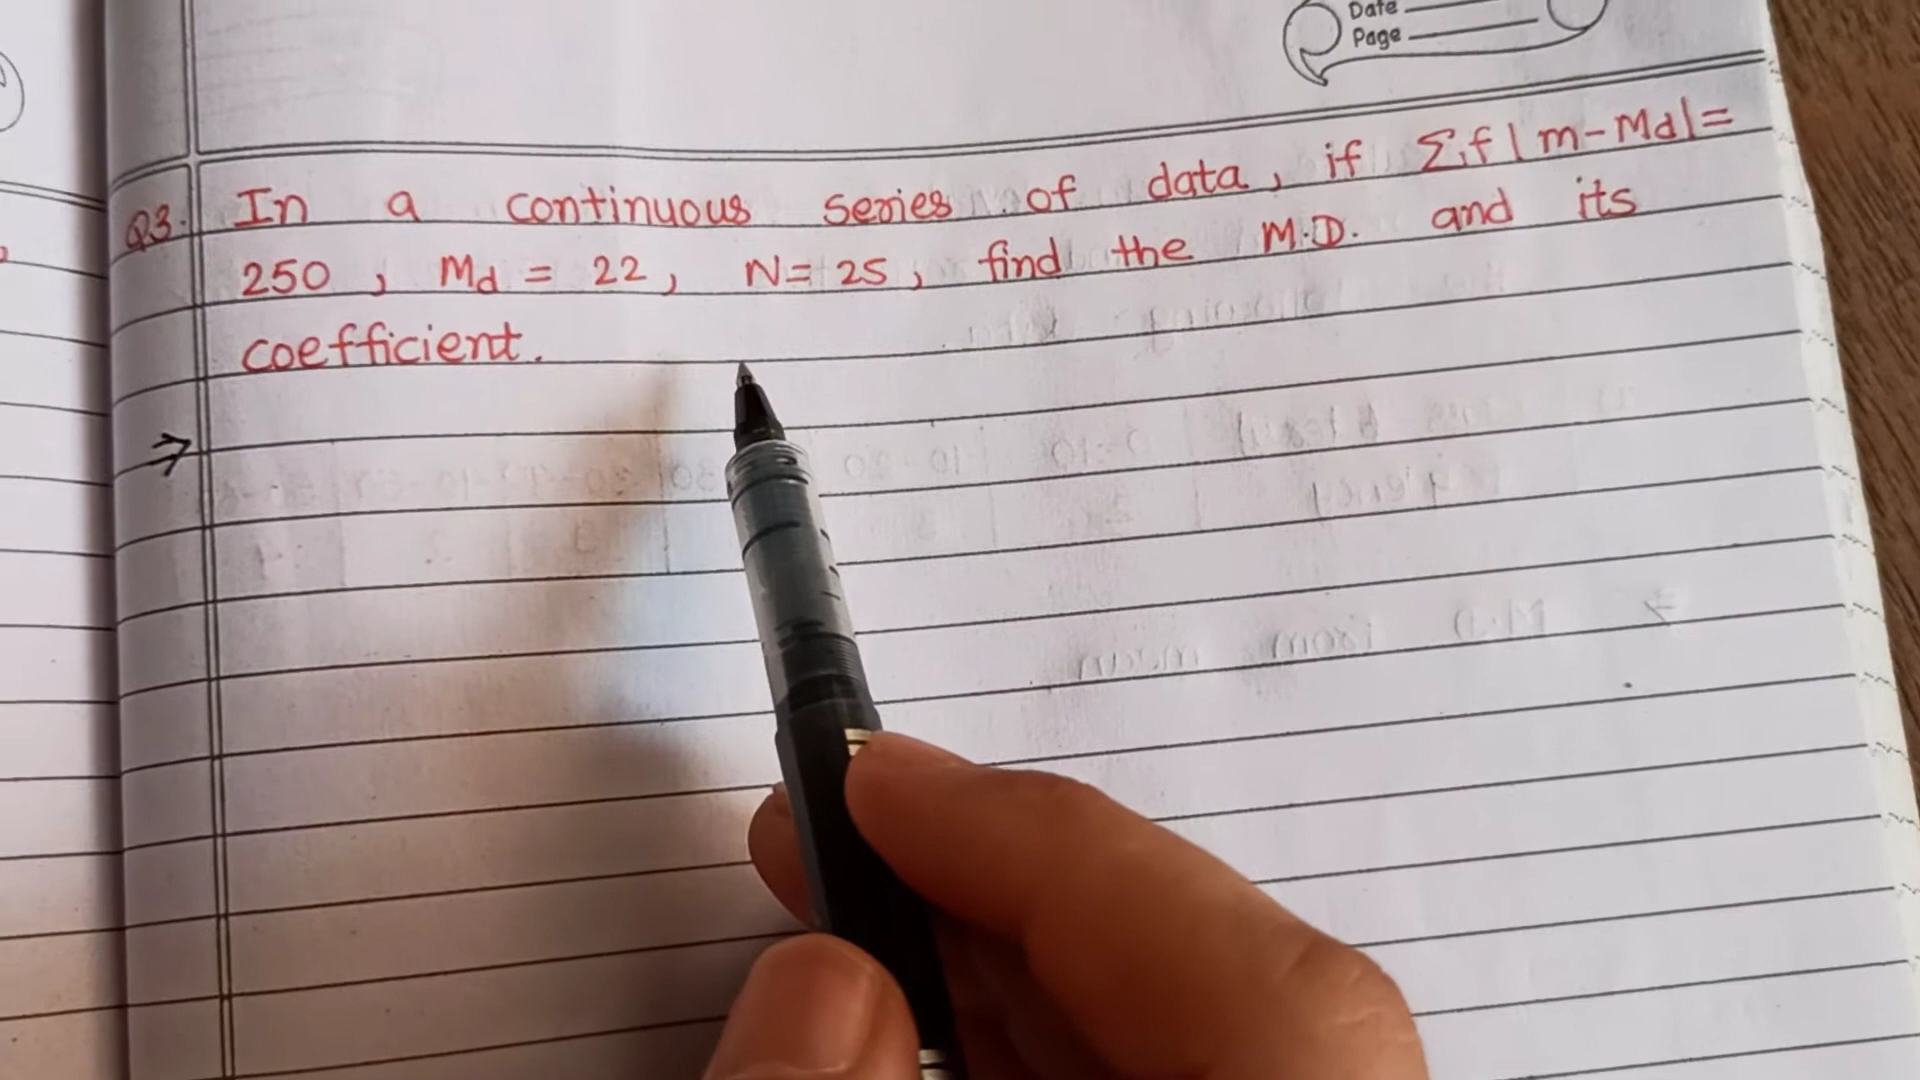 Date
Page
Q3. In a continuous series of data, if Σf|m-Md|=
250, Md = 22, N=25, find the M.D. and its
coefficient.
⇒